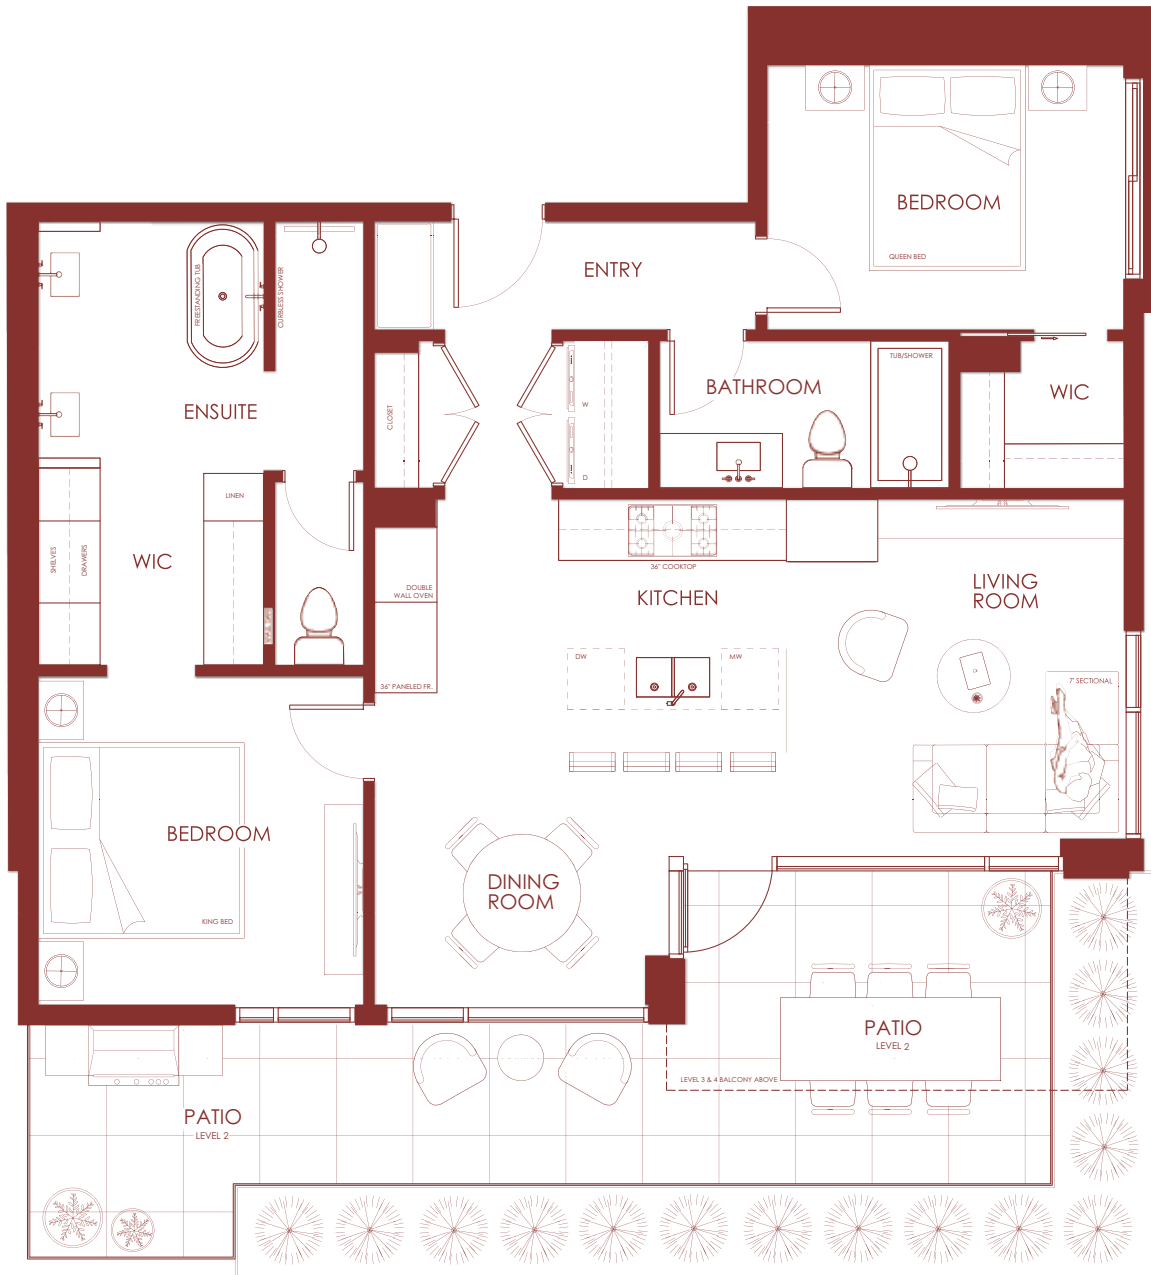 BEDROOM
QUEEN BED
ENTRY
FREESTANDING TUB
CURBLESS SHOWER
TUB/SHOWER
BATHROOM
WIC
ENSUITE
CLOSET
W
D
LINEN
SHELVES
DRAWERS
WIC
36" COOKTOP
DOUBLE
WALL OVEN
KITCHEN
LIVING
ROOM
DW
MW
36" PANELED FR.
7' SECTIONAL
BEDROOM
KING BED
DINING
ROOM
PATIO
LEVEL 2
LEVEL 3 & 4 BALCONY ABOVE
PATIO
LEVEL 2